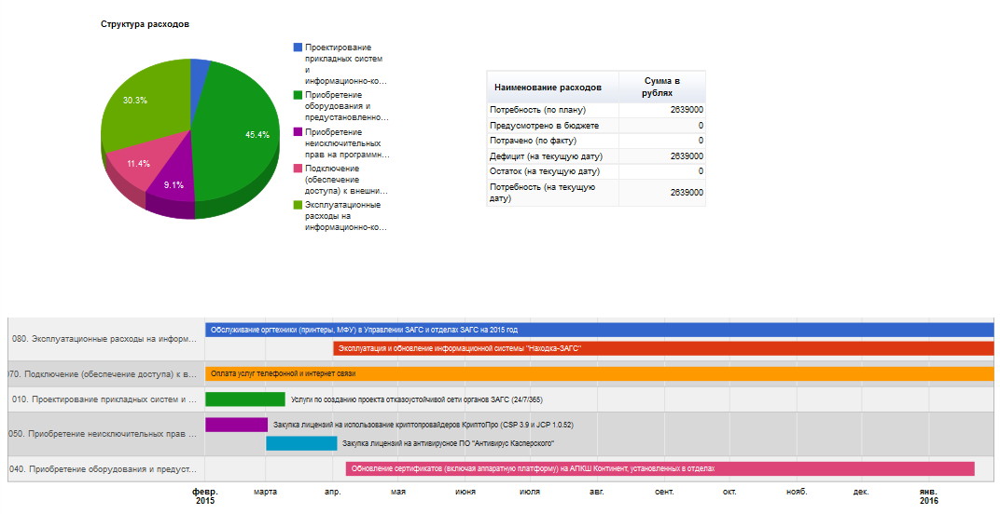 Структура расходов
Проектирование
прикладных систем
и
информационно-ко...
Приобретение
оборудования и
предустановленно...
Приобретение
неисключительных
прав на программн...
Подключение
(обеспечение
доступа) к внешни...
Эксплуатационные
расходы на
информационно-ко...
30.3%
45.4%
11.4%
9.1%
Наименование расходов Сумма в
рублях
Потребность (по плану) 2639000
Предусмотрено в бюджете 0
Потрачено (по факту) 0
Дефицит (на текущую дату) 2639000
Остаток (на текущую дату) 0
Потребность (на текущую
дату) 2639000
080. Эксплуатационные расходы на информ...
Обслуживание оргтехники (принтеры, МФУ) в Управлении ЗАГС и отделах ЗАГС на 2015 год
Эксплуатация и обновление информационной системы "Находка-ЗАГС"
070. Подключение (обеспечение доступа) к в...
Оплата услуг телефонной и интернет связи
010. Проектирование прикладных систем и ...
Услуги по созданию проекта отказоустойчивой сети органов ЗАГС (24/7/365)
050. Приобретение неисключительных прав ...
Закупка лицензий на использование криптопровайдеров КриптоПро (CSP 3.9 и JCP 1.0.52)
Закупка лицензий на антивирусное ПО "Антивирус Касперского"
040. Приобретение оборудования и предуст...
Обновление сертификатов (включая аппаратную платформу) на АПКШ Континент, установленных в отделах
февр. марта апр. мая июня июля авг. сент. окт. нояб. дек. янв.
2015 2016